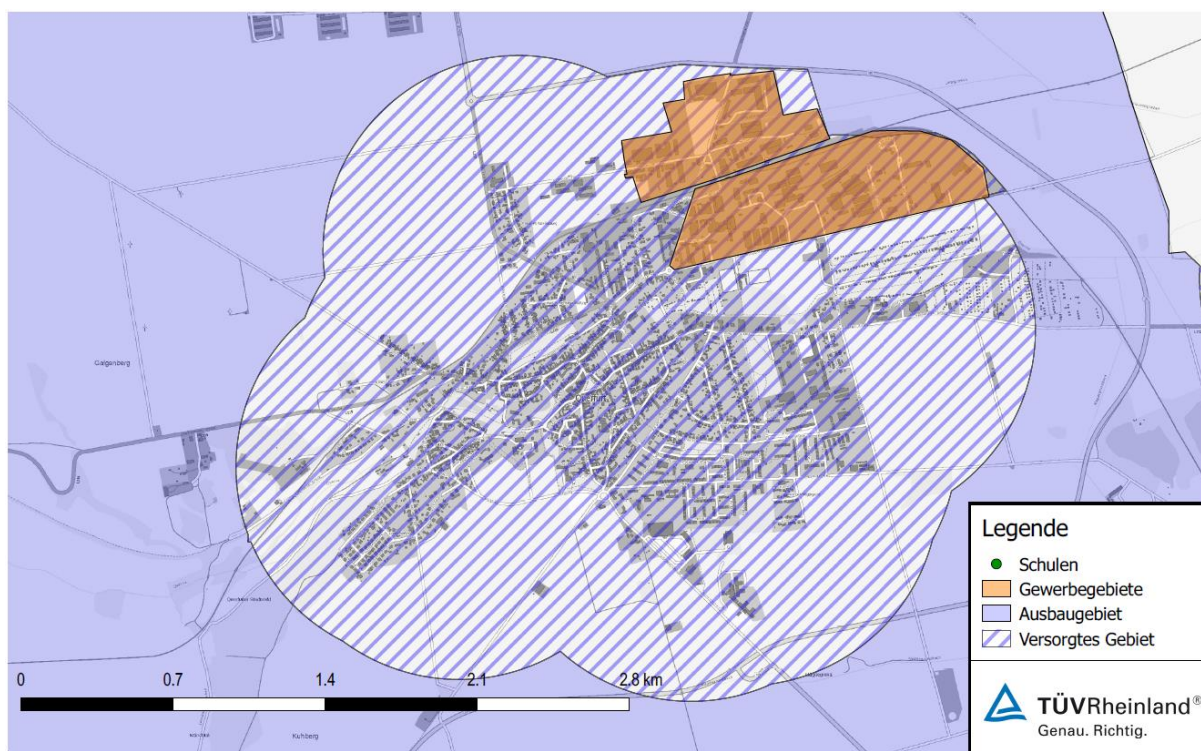 Galgenberg
0
0.7
1.4
2.1
2.8 km
Kuhberg
Legende
Schulen
Gewerbegebiete
Ausbaugebiet
Versorgtes Gebiet
TÜVRheinland®
Genau. Richtig.